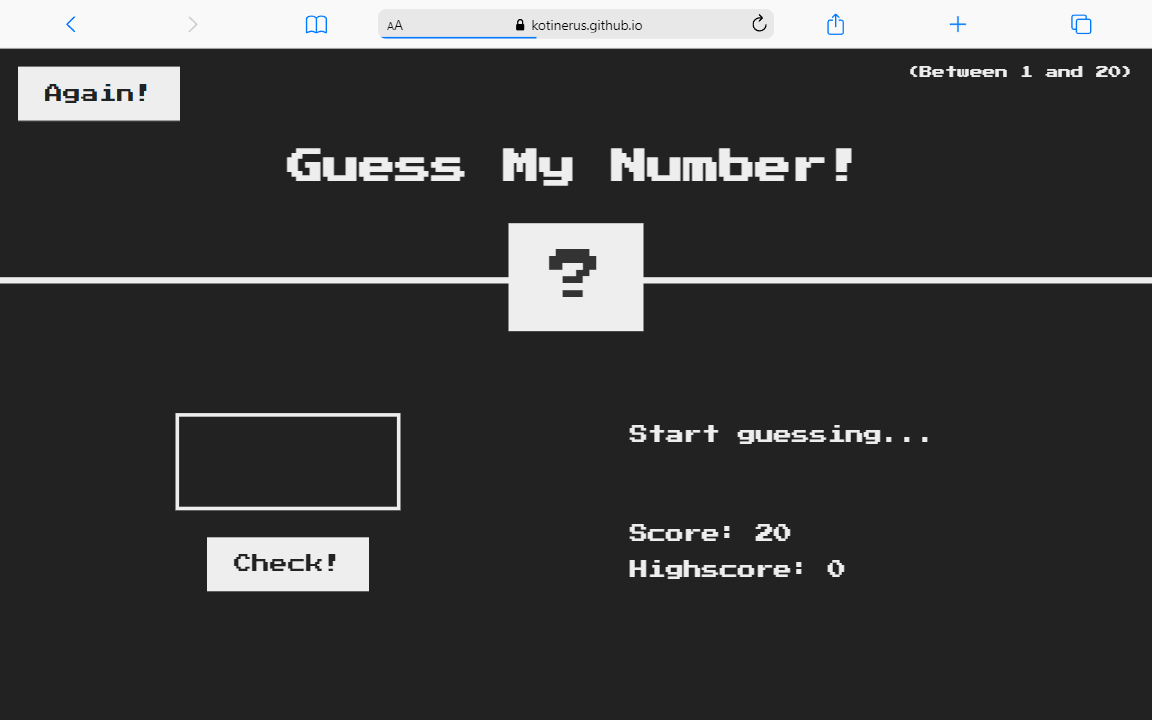 AA kotinerus.github.io
(Between 1 and 20)
Again!
Guess My Number!
?
Start guessing...
Score: 20
Highscore: 0
Check!